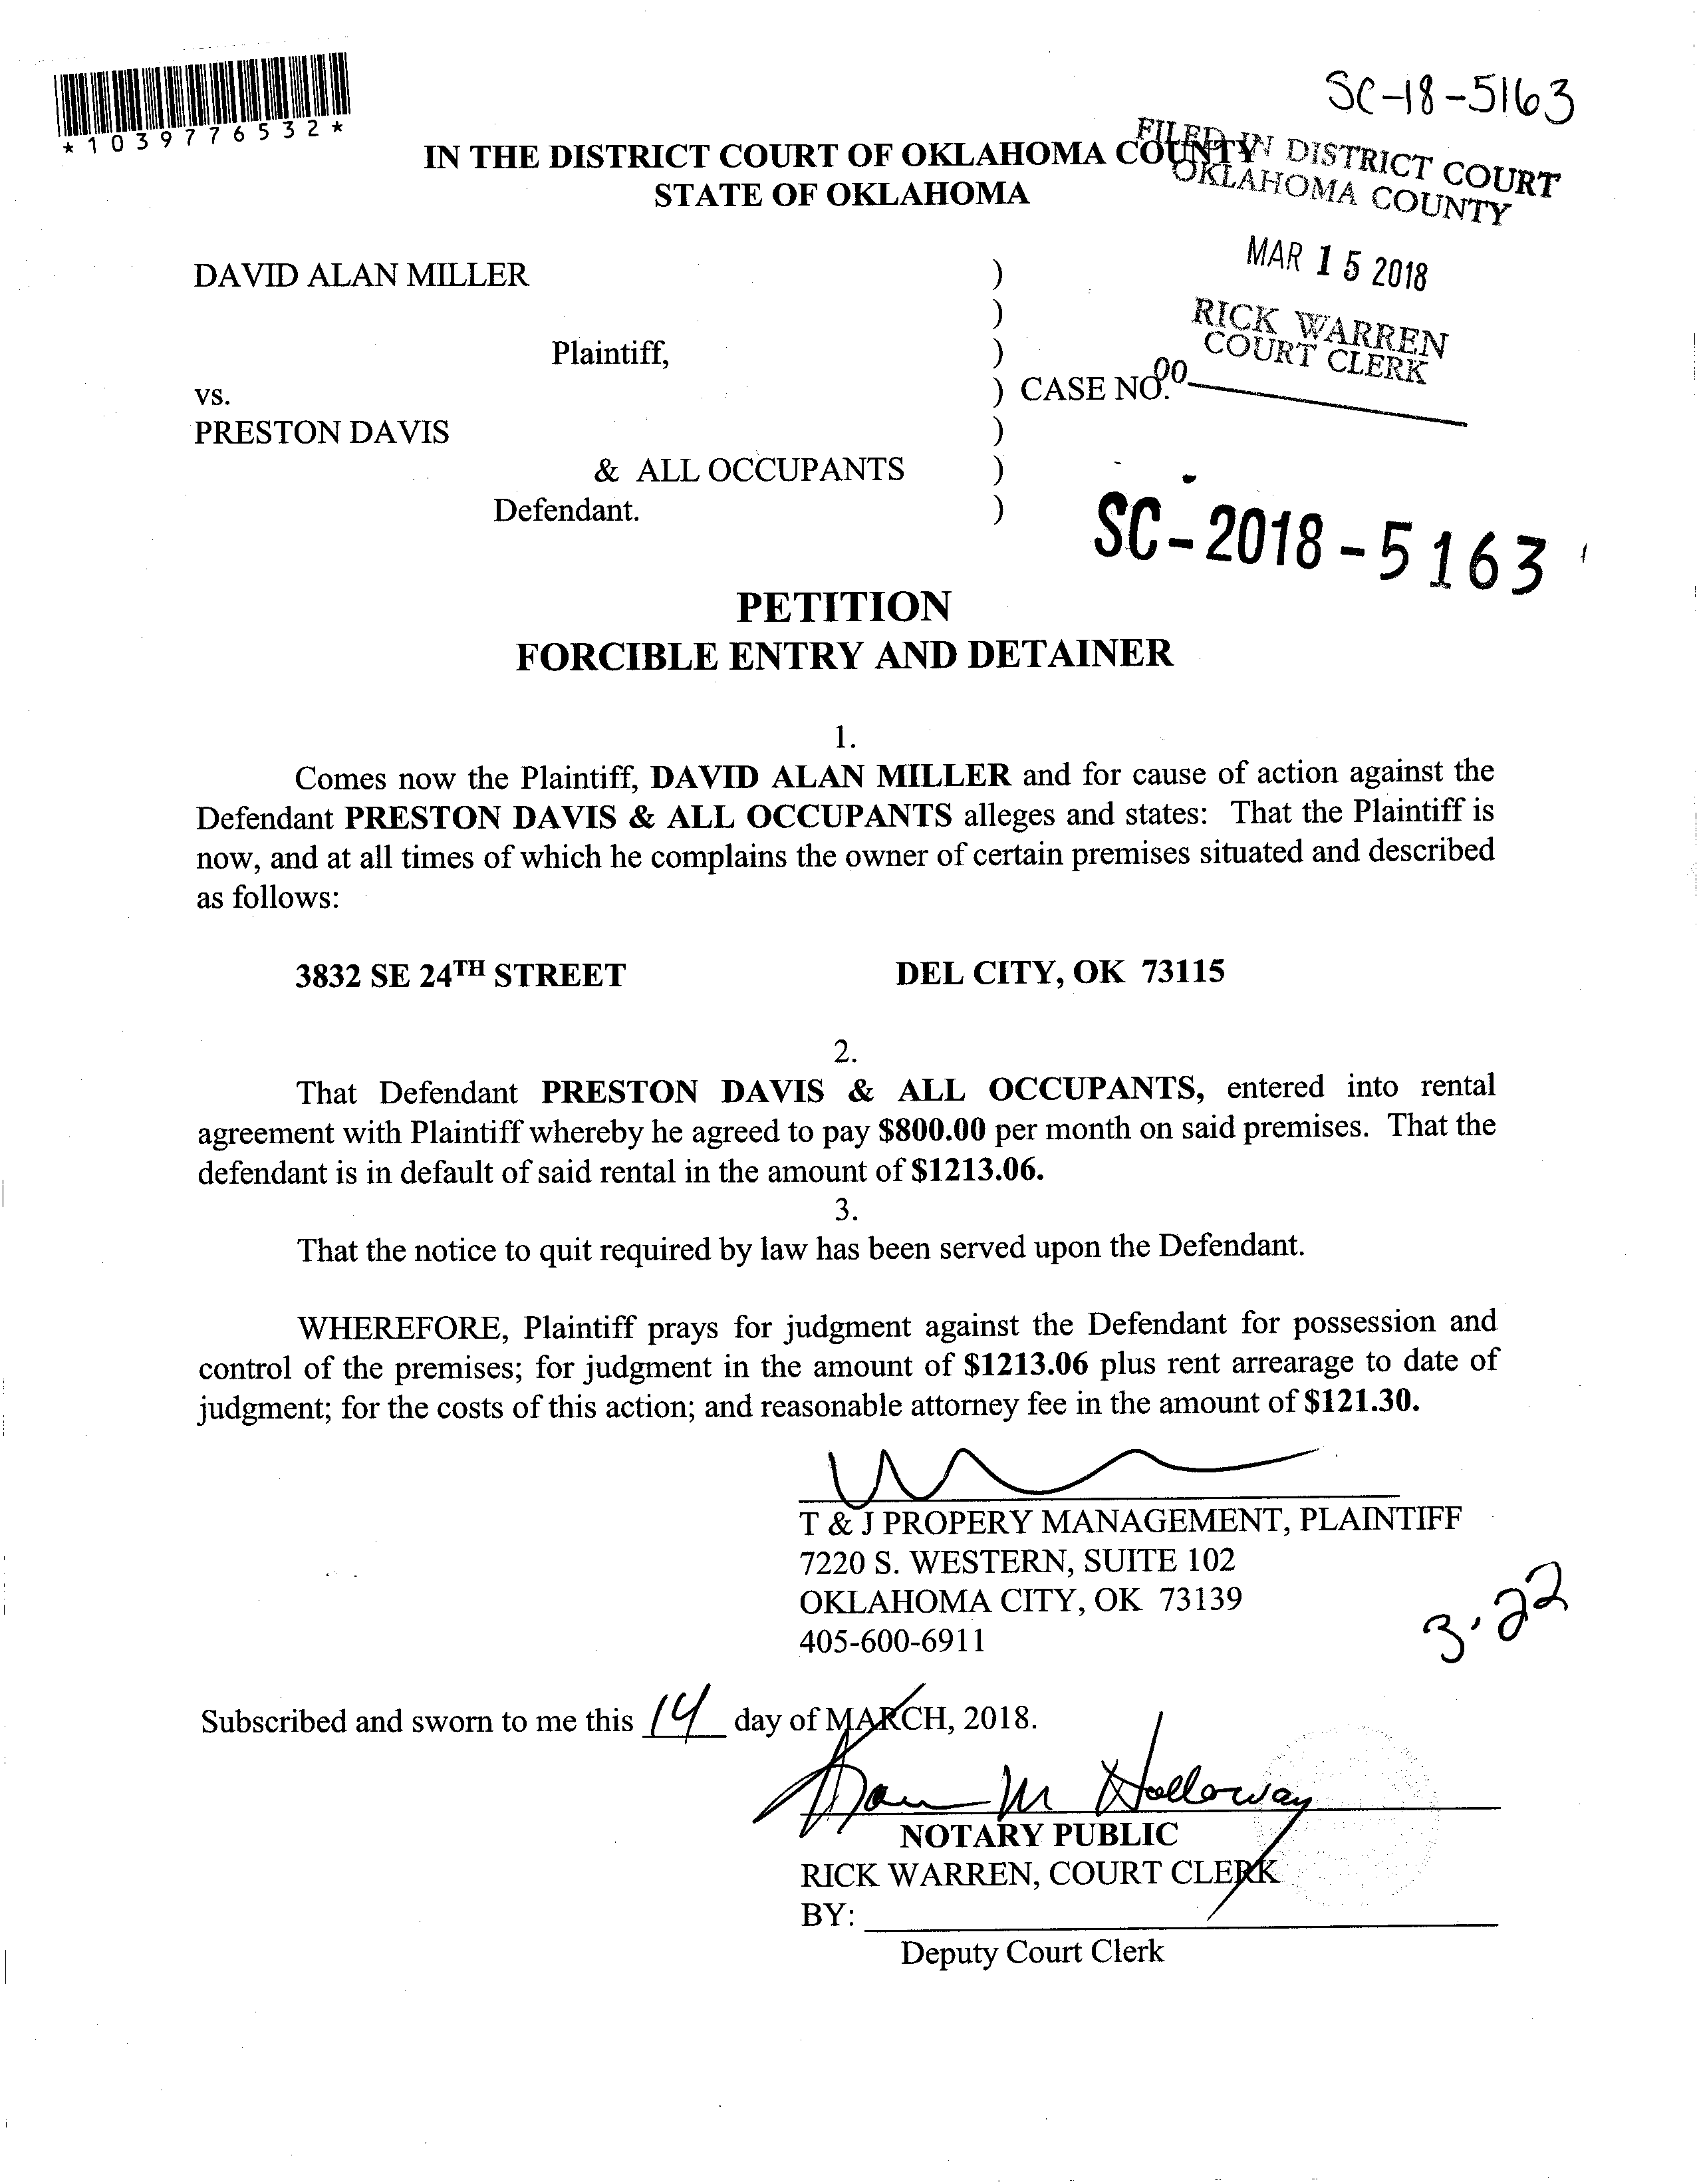 SC-18-5163
*1039776532*
IN THE DISTRICT COURT OF OKLAHOMA COUNTY
STATE OF OKLAHOMA
FILED IN DISTRICT COURT
OKLAHOMA COUNTY
MAR 15 2018
RICK WARREN
COURT CLERK
DAVID ALAN MILLER )
)
Plaintiff, )
vs. ) CASE NO. 00
PRESTON DAVIS )
& ALL OCCUPANTS )
Defendant. )
SC-2018-5163
PETITION
FORCIBLE ENTRY AND DETAINER
1.
Comes now the Plaintiff, DAVID ALAN MILLER and for cause of action against the
Defendant PRESTON DAVIS & ALL OCCUPANTS alleges and states: That the Plaintiff is
now, and at all times of which he complains the owner of certain premises situated and described
as follows:
3832 SE 24TH STREET DEL CITY, OK 73115
2.
That Defendant PRESTON DAVIS & ALL OCCUPANTS, entered into rental
agreement with Plaintiff whereby he agreed to pay $800.00 per month on said premises. That the
defendant is in default of said rental in the amount of $1213.06.
3.
That the notice to quit required by law has been served upon the Defendant.
WHEREFORE, Plaintiff prays for judgment against the Defendant for possession and
control of the premises; for judgment in the amount of $1213.06 plus rent arrearage to date of
judgment; for the costs of this action; and reasonable attorney fee in the amount of $121.30.
T & J PROPERY MANAGEMENT, PLAINTIFF
7220 S. WESTERN, SUITE 102
OKLAHOMA CITY, OK 73139
405-600-6911
3.22
Subscribed and sworn to me this 14 day of MARCH, 2018.
M Holloway
NOTARY PUBLIC
RICK WARREN, COURT CLERK
BY:
Deputy Court Clerk